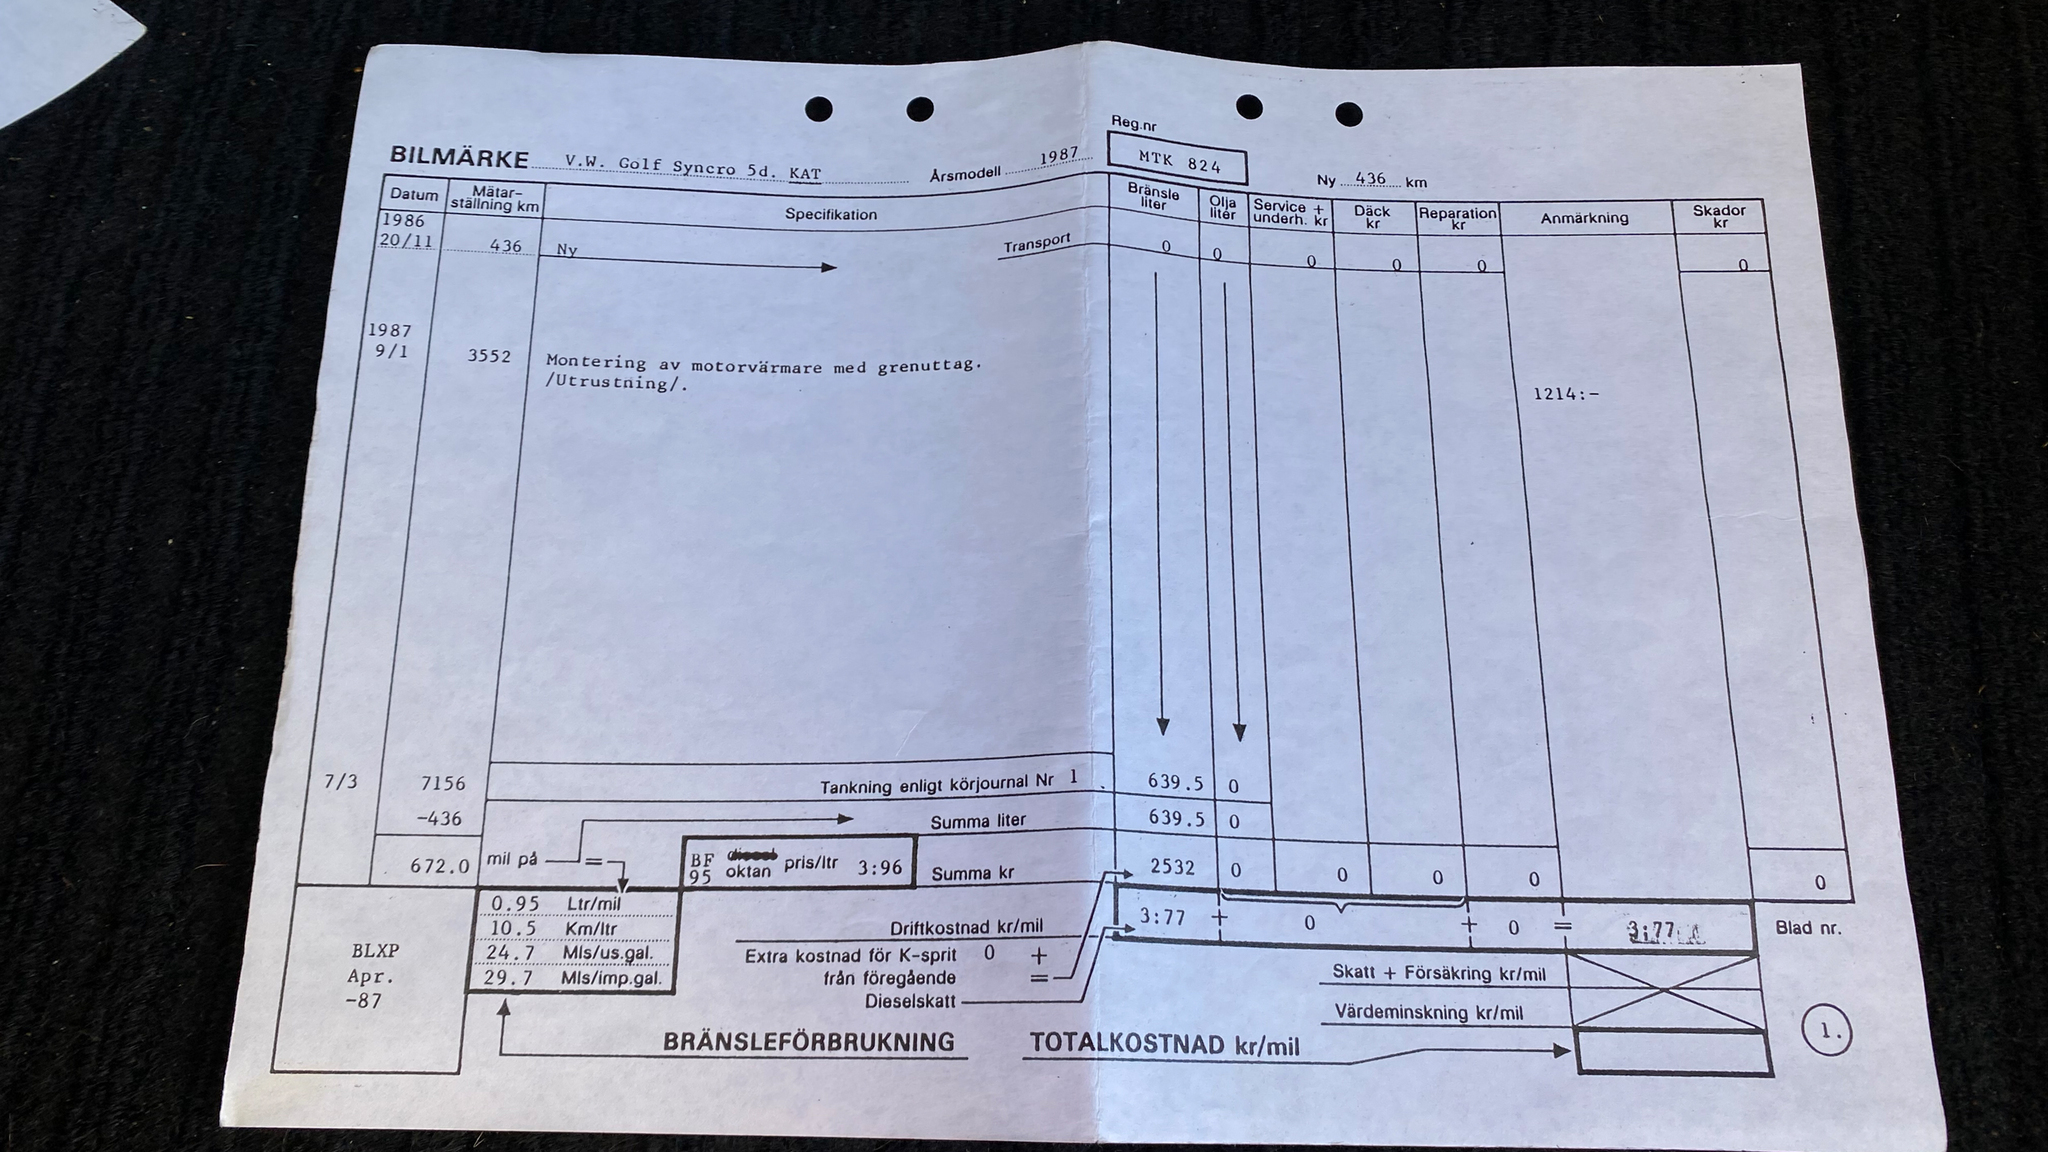 Reg.nr
BILMÄRKE V.W. Golf Syncro 5d. KAT Årsmodell 1987 MTK 824 Ny 436 km
Datum Mätar-ställning km Specifikation Bränsle liter Olja liter Service + underh. kr Däck kr Reparation kr Anmärkning Skador kr
1986
20/11 436 Ny Transport 0 0 0 0 0 0
1987
9/1 3552 Montering av motorvärmare med grenuttag.
/Utrustning/. 1214:-
7/3 7156 Tankning enligt körjournal Nr 1 639.5 0
-436 Summa liter 639.5 0
672.0 mil på = BF 95 oktan pris/ltr 3:96 Summa kr 2532 0 0 0 0 0
0.95 Ltr/mil
10.5 Km/ltr Driftkostnad kr/mil 3:77 + 0 + 0 = 3:77 Blad nr.
BLXP 24.7 Mls/us.gal. Extra kostnad för K-sprit 0 +
Apr. 29.7 Mls/imp.gal. från föregående = Skatt + Försäkring kr/mil
-87 Dieselskatt Värdeminskning kr/mil
BRÄNSLEFÖRBRUKNING TOTALKOSTNAD kr/mil 1.